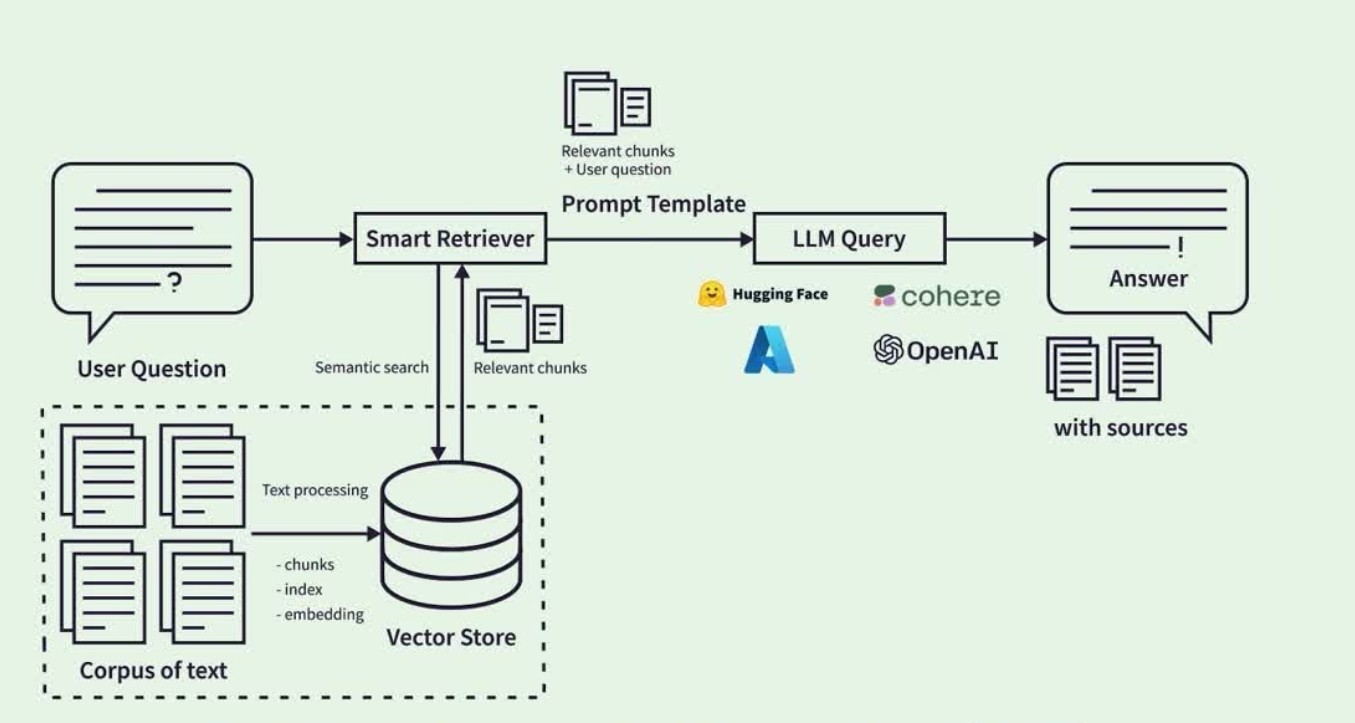 Relevant chunks
+ User question
Prompt Template
Smart Retriever
LLM Query
?
User Question
!
Answer
Hugging Face
cohere
OpenAI
with sources
Semantic search
Relevant chunks
Text processing
- chunks
- index
- embedding
Vector Store
Corpus of text